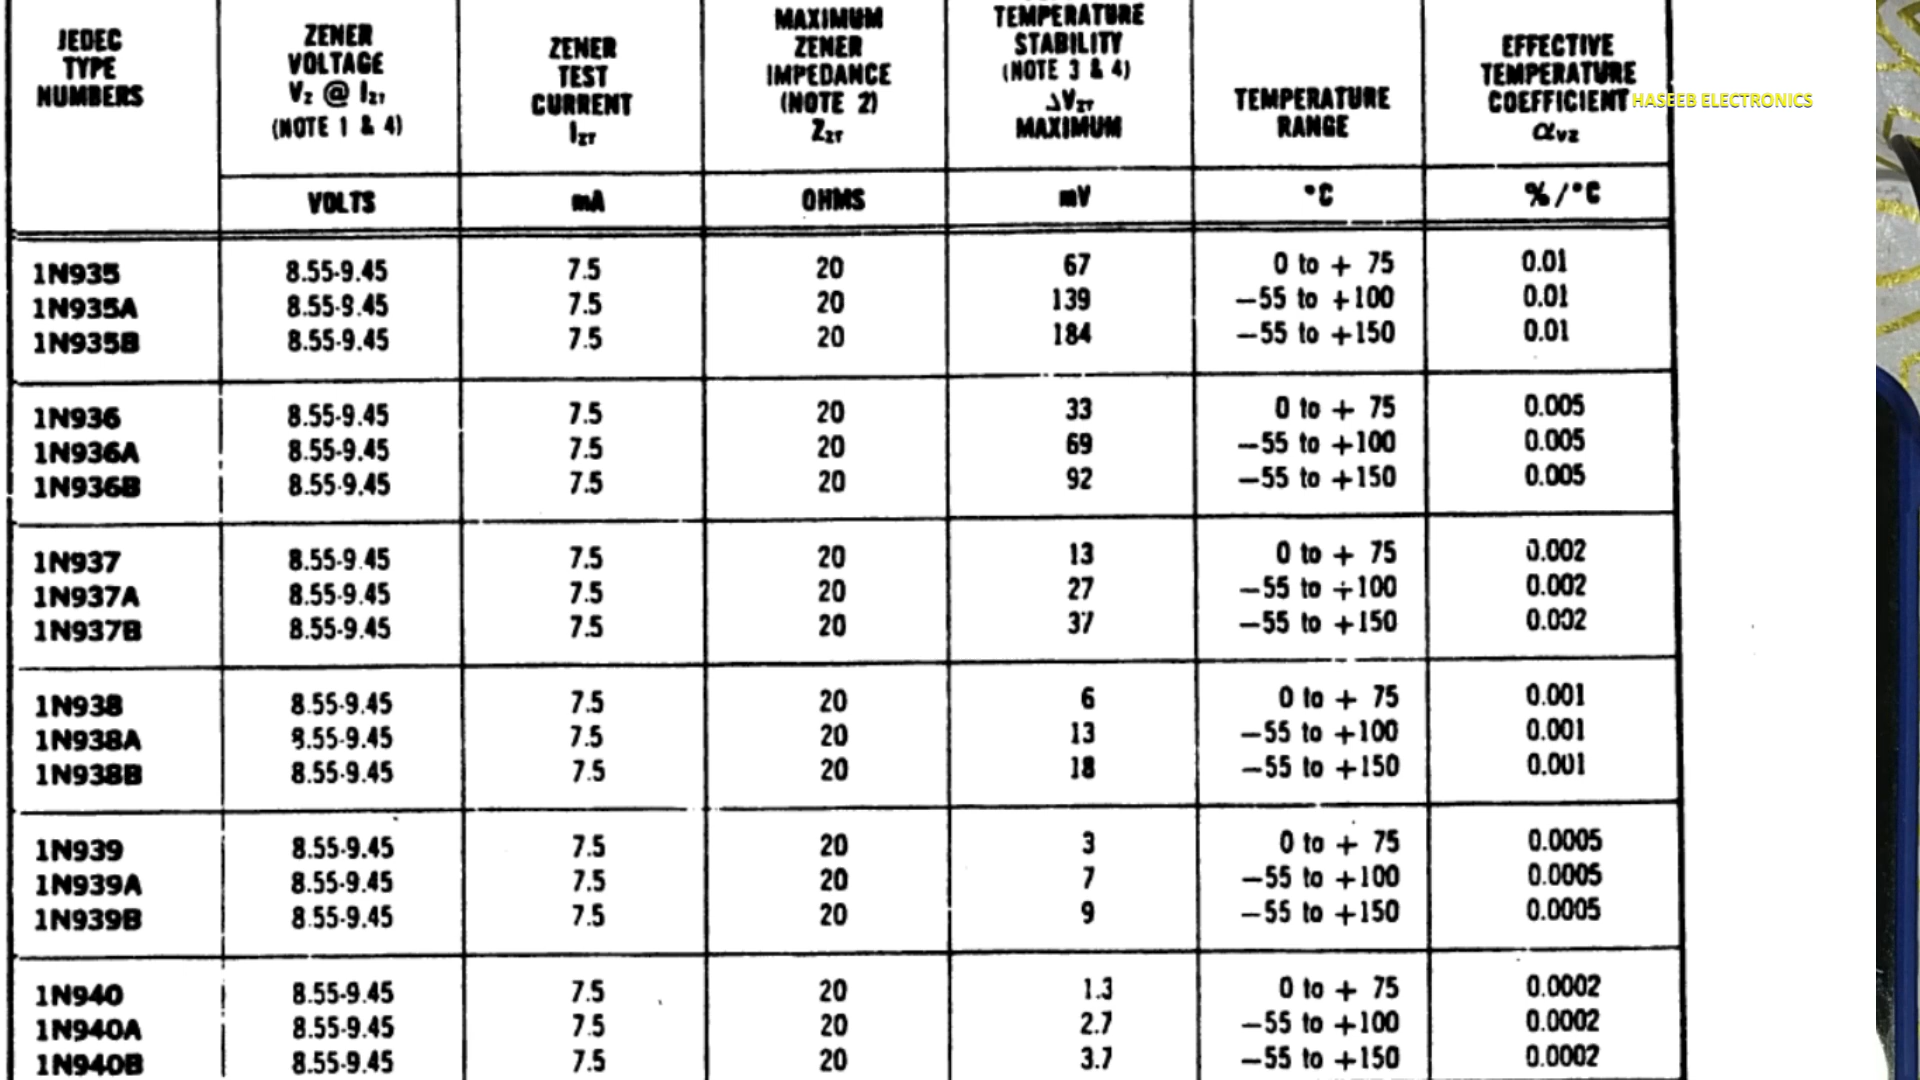 JEDEC
TYPE
NUMBERS
ZENER
VOLTAGE
VZ @ IZT
(NOTE 1 & 4)
ZENER
TEST
CURRENT
IZT
MAXIMUM
ZENER
IMPEDANCE
(NOTE 2)
ZZT
TEMPERATURE
STABILITY
(NOTE 3 & 4)
ΔVZT
MAXIMUM
TEMPERATURE
RANGE
EFFECTIVE
TEMPERATURE
COEFFICIENT
αVZ
HASEEB ELECTRONICS
VOLTS mA OHMS mV °C % /°C
1N935 8.55-9.45 7.5 20 67 0 to + 75 0.01
1N935A 8.55-9.45 7.5 20 139 −55 to +100 0.01
1N935B 8.55-9.45 7.5 20 184 −55 to +150 0.01
1N936 8.55-9.45 7.5 20 33 0 to + 75 0.005
1N936A 8.55-9.45 7.5 20 69 −55 to +100 0.005
1N936B 8.55-9.45 7.5 20 92 −55 to +150 0.005
1N937 8.55-9.45 7.5 20 13 0 to + 75 0.002
1N937A 8.55-9.45 7.5 20 27 −55 to +100 0.002
1N937B 8.55-9.45 7.5 20 37 −55 to +150 0.002
1N938 8.55-9.45 7.5 20 6 0 to + 75 0.001
1N938A 8.55-9.45 7.5 20 13 −55 to +100 0.001
1N938B 8.55-9.45 7.5 20 18 −55 to +150 0.001
1N939 8.55-9.45 7.5 20 3 0 to + 75 0.0005
1N939A 8.55-9.45 7.5 20 7 −55 to +100 0.0005
1N939B 8.55-9.45 7.5 20 9 −55 to +150 0.0005
1N940 8.55-9.45 7.5 20 1.3 0 to + 75 0.0002
1N940A 8.55-9.45 7.5 20 2.7 −55 to +100 0.0002
1N940B 8.55-9.45 7.5 20 3.7 −55 to +150 0.0002